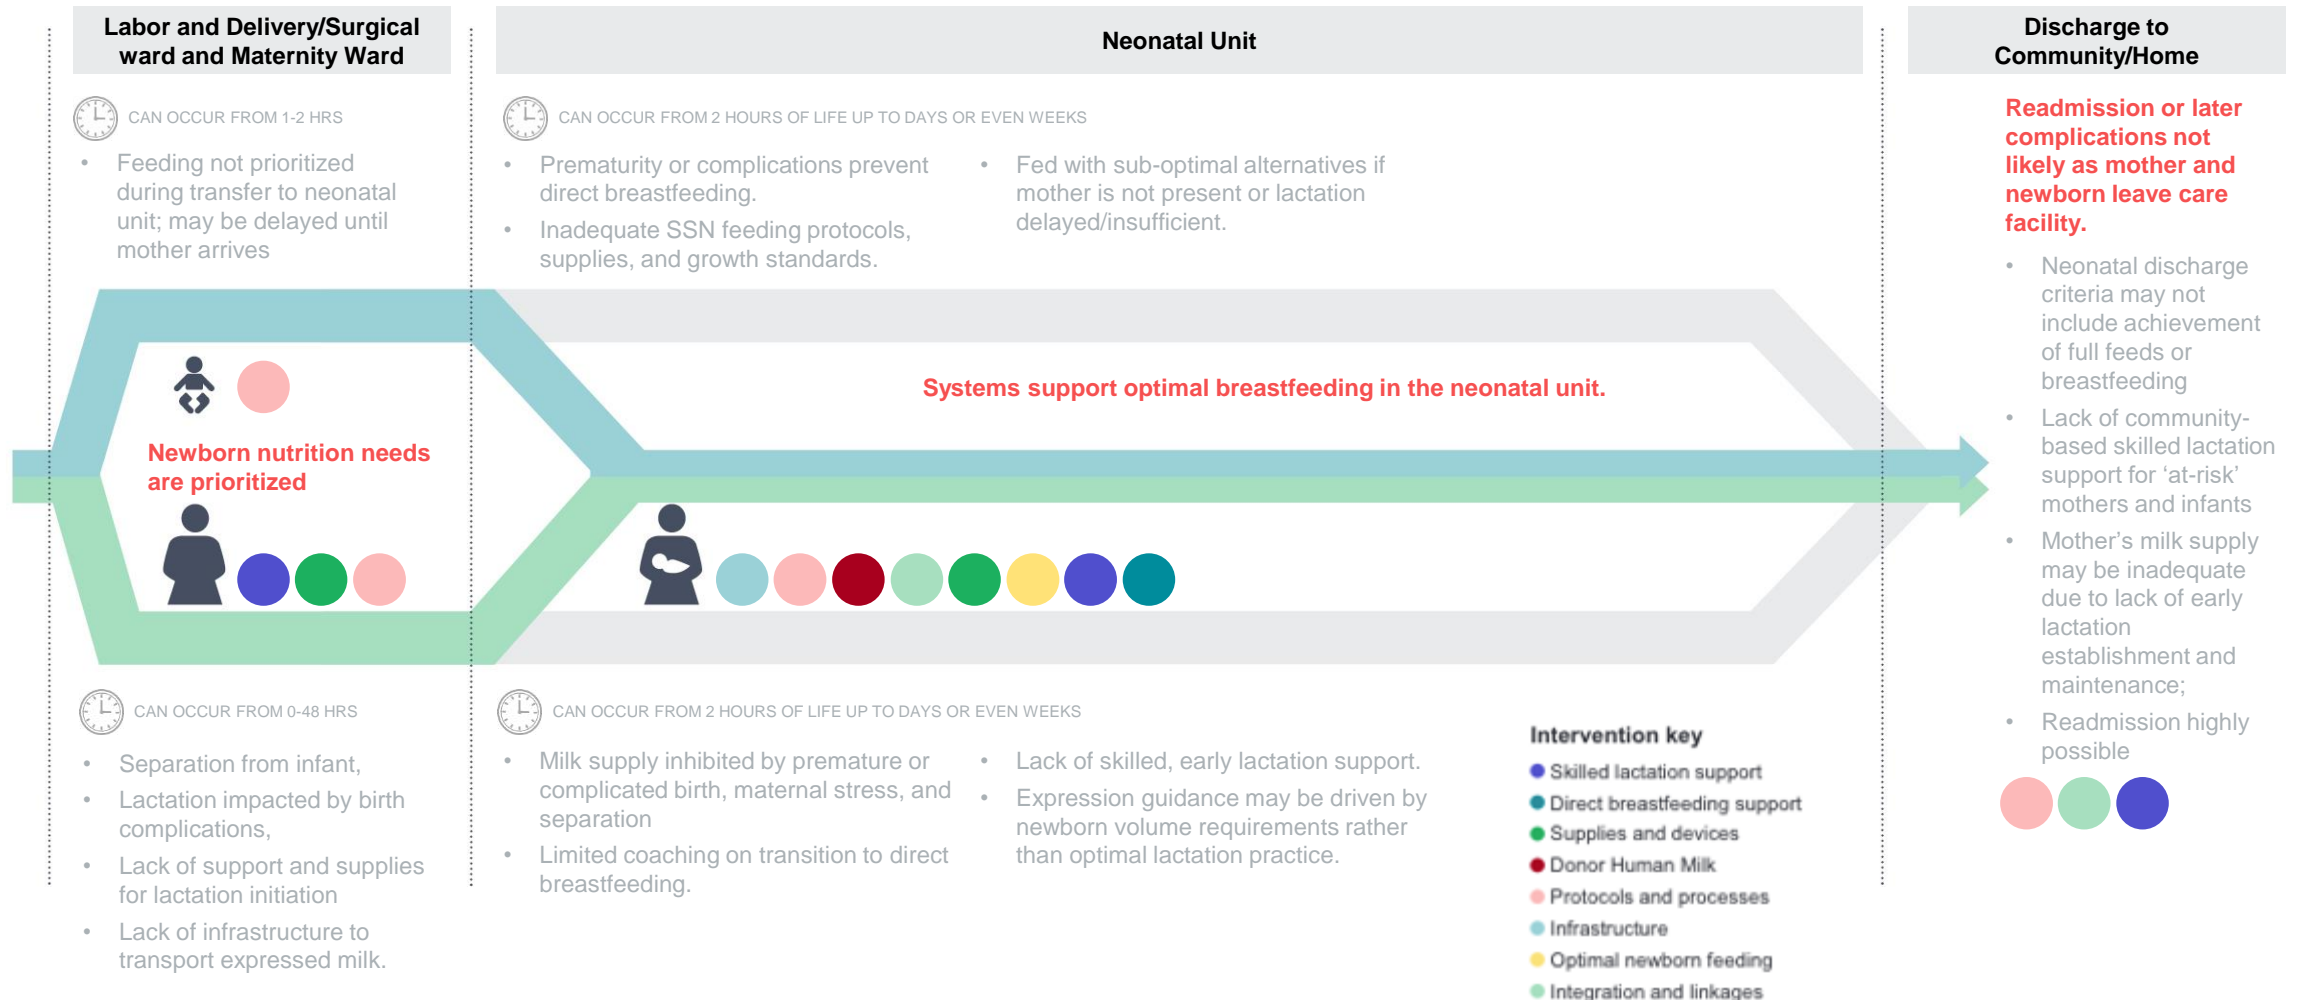 Labor and Delivery/Surgical
ward and Maternity Ward
Neonatal Unit
Discharge to
Community/Home
CAN OCCUR FROM 1-2 HRS
• Feeding not prioritized
during transfer to neonatal
unit; may be delayed until
mother arrives
CAN OCCUR FROM 2 HOURS OF LIFE UP TO DAYS OR EVEN WEEKS
• Prematurity or complications prevent
direct breastfeeding.
• Inadequate SSN feeding protocols,
supplies, and growth standards.
• Fed with sub-optimal alternatives if
mother is not present or lactation
delayed/insufficient.
Readmission or later
complications not
likely as mother and
newborn leave care
facility.
• Neonatal discharge
criteria may not
include achievement
of full feeds or
breastfeeding
• Lack of community-
based skilled lactation
support for ‘at-risk’
mothers and infants
• Mother’s milk supply
may be inadequate
due to lack of early
lactation
establishment and
maintenance;
• Readmission highly
possible
Newborn nutrition needs
are prioritized
Systems support optimal breastfeeding in the neonatal unit.
CAN OCCUR FROM 0-48 HRS
• Separation from infant,
• Lactation impacted by birth
complications,
• Lack of support and supplies
for lactation initiation
• Lack of infrastructure to
transport expressed milk.
CAN OCCUR FROM 2 HOURS OF LIFE UP TO DAYS OR EVEN WEEKS
• Milk supply inhibited by premature or
complicated birth, maternal stress, and
separation
• Limited coaching on transition to direct
breastfeeding.
• Lack of skilled, early lactation support.
• Expression guidance may be driven by
newborn volume requirements rather
than optimal lactation practice.
Intervention key
Skilled lactation support
Direct breastfeeding support
Supplies and devices
Donor Human Milk
Protocols and processes
Infrastructure
Optimal newborn feeding
Integration and linkages